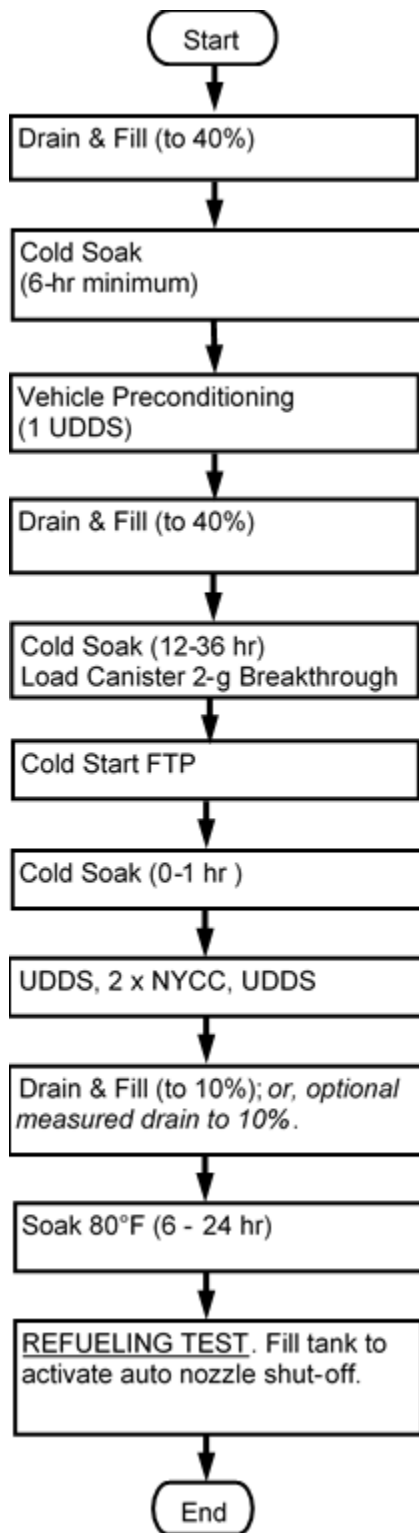 Start
Drain & Fill (to 40%)
Cold Soak
(6-hr minimum)
Vehicle Preconditioning
(1 UDDS)
Drain & Fill (to 40%)
Cold Soak (12-36 hr)
Load Canister 2-g Breakthrough
Cold Start FTP
Cold Soak (0-1 hr )
UDDS, 2 x NYCC, UDDS
Drain & Fill (to 10%); or, optional
measured drain to 10%.
Soak 80°F (6 - 24 hr)
REFUELING TEST. Fill tank to
activate auto nozzle shut-off.
End